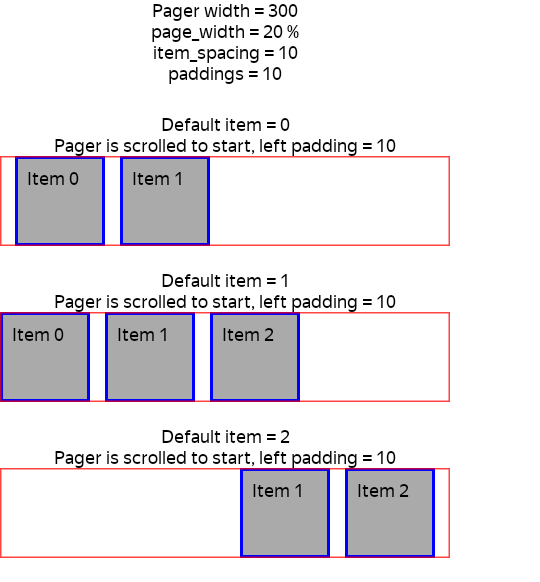 Pager width = 300
page_width = 20 %
item_spacing = 10
paddings = 10
Default item = 0
Pager is scrolled to start, left padding = 10
Item 0 Item 1
Default item = 1
Pager is scrolled to start, left padding = 10
Item 0 Item 1 Item 2
Default item = 2
Pager is scrolled to start, left padding = 10
Item 1 Item 2